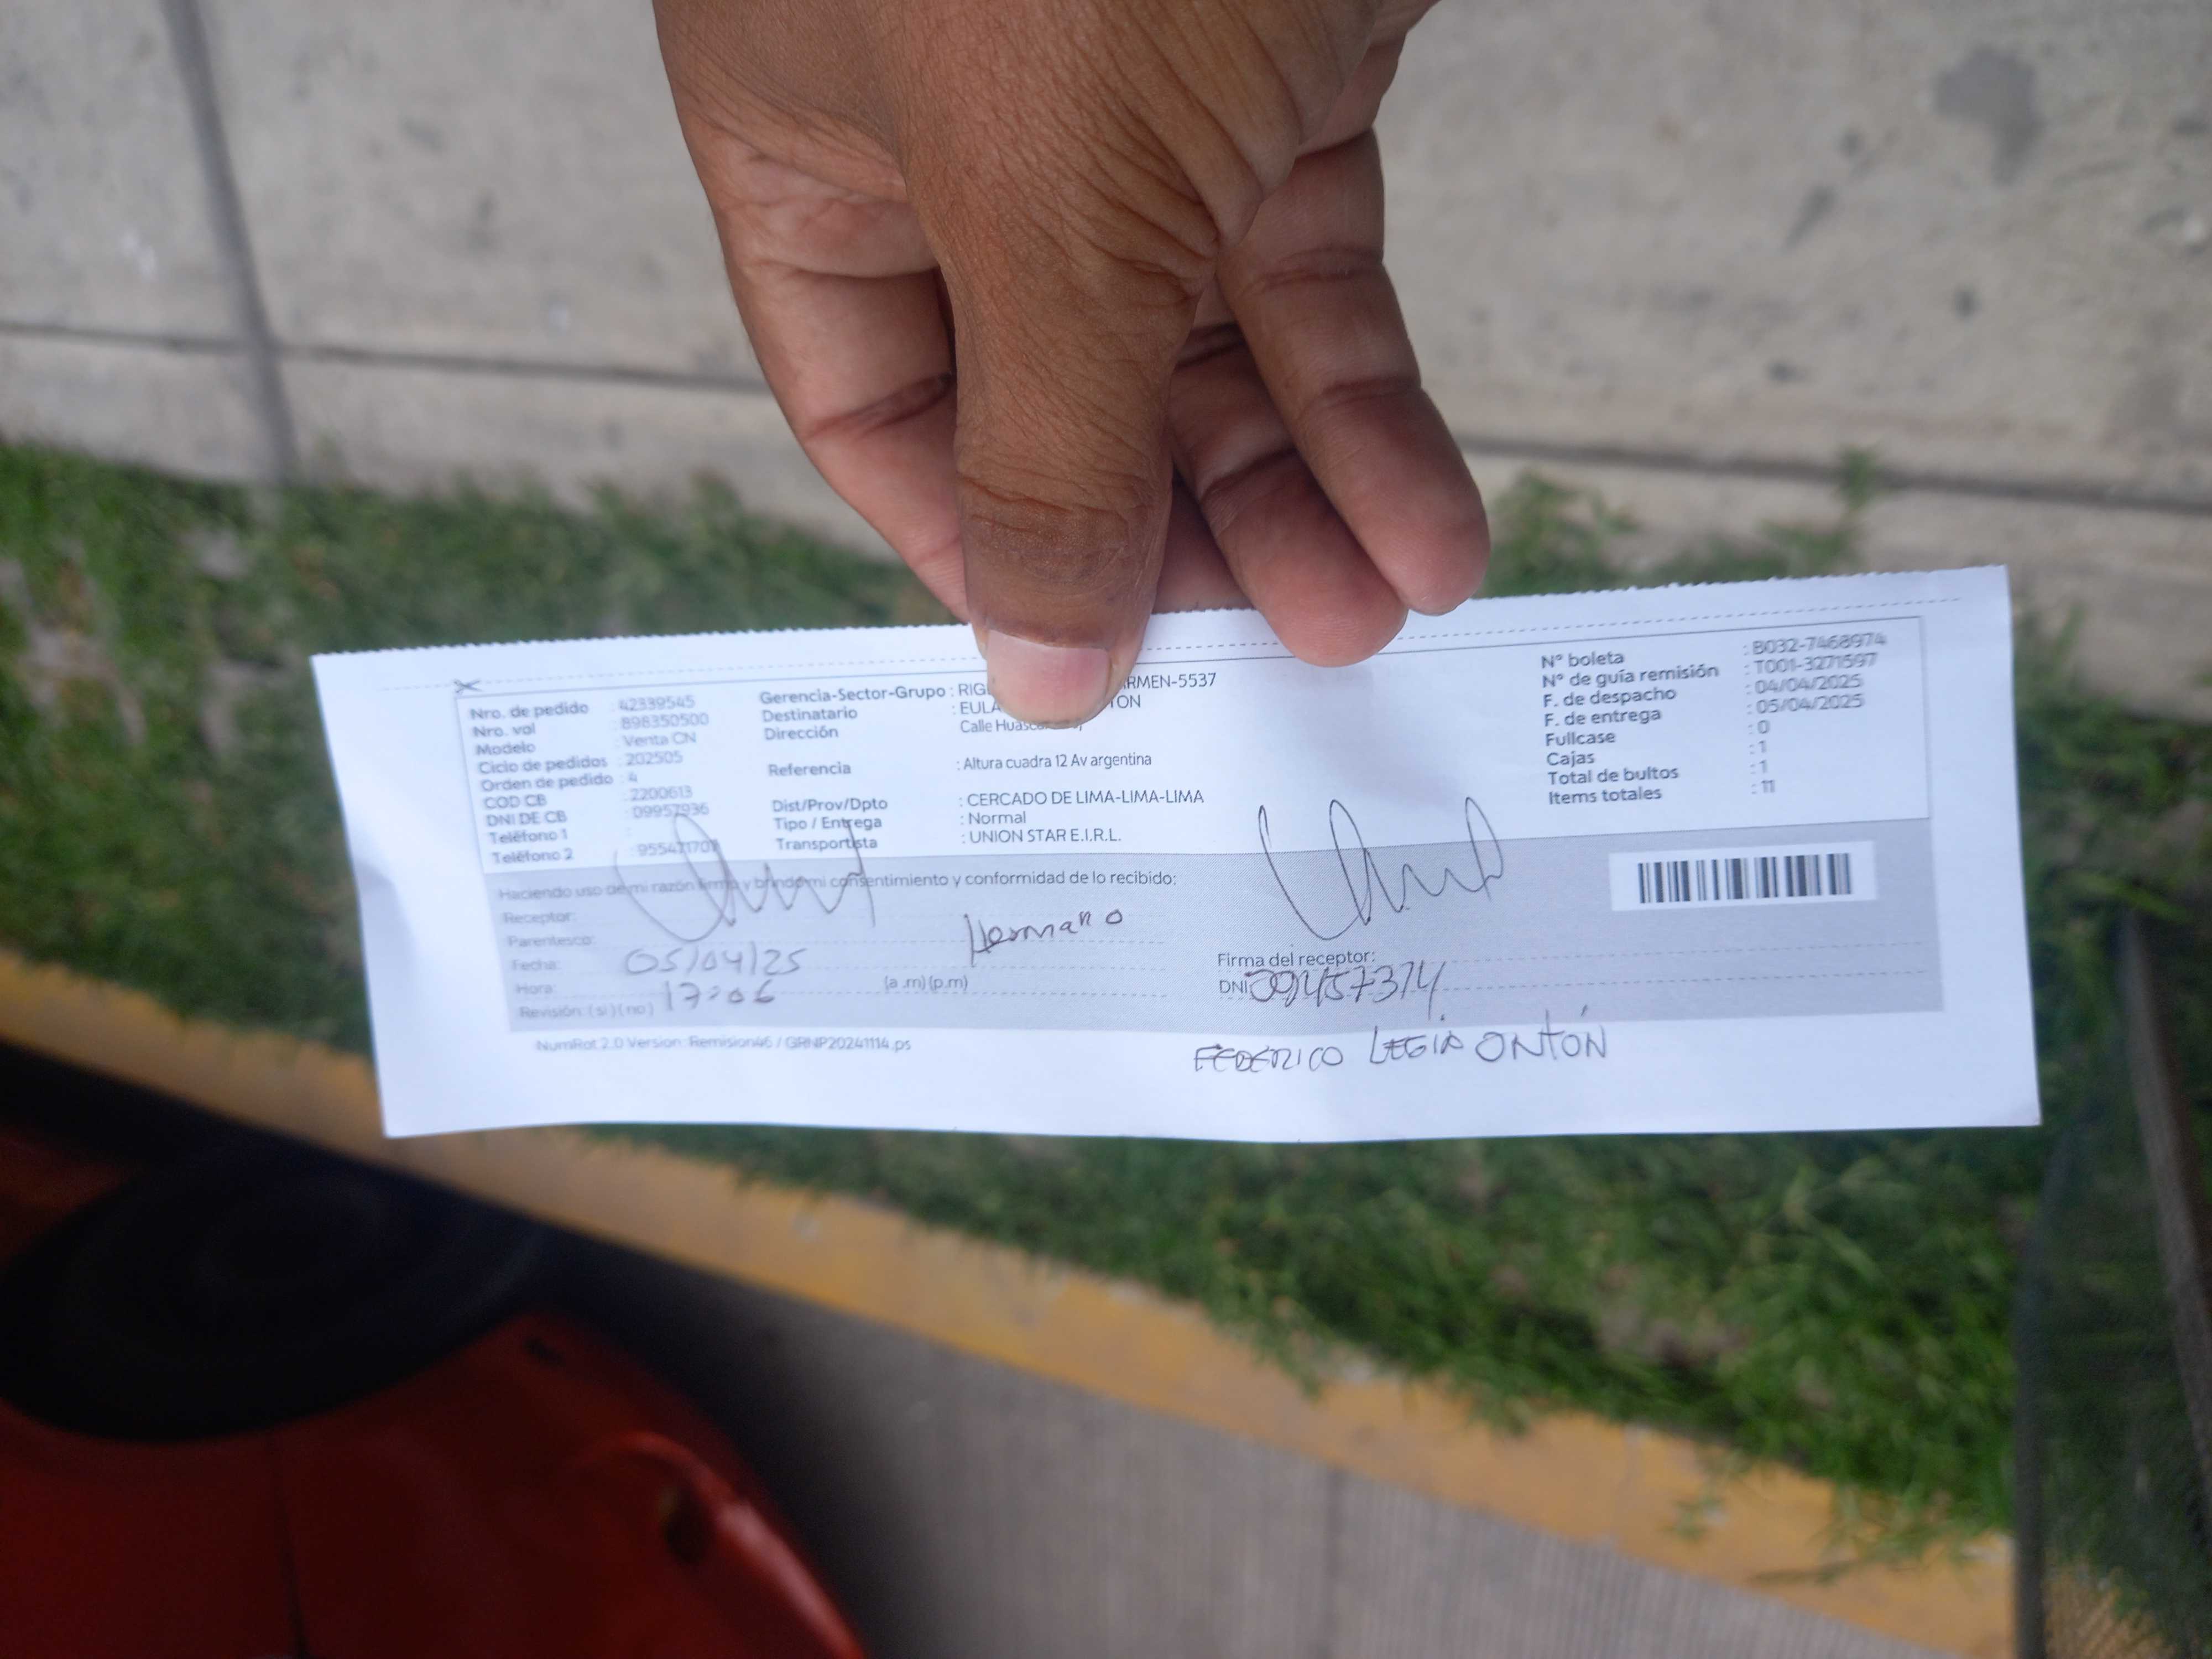 Nro. de pedido : 42339545
Nro. vol : 898350500
Modelo : Venta CN
Ciclo de pedidos : 202505
Orden de pedido : 4
COD CB : 2200613
DNI DE CB : 09957936
Teléfono 1 :
Teléfono 2 : 955471707
Gerencia-Sector-Grupo : RIG RMEN-5537
Destinatario : EULA TON
Dirección Calle
Referencia : Altura cuadra 12 Av argentina
Dist/Prov/Dpto : CERCADO DE LIMA-LIMA-LIMA
Tipo / Entrega : Normal
Transportista : UNION STAR E.I.R.L.
N° boleta : B032-7468974
N° de guía remisión : T001-3271597
F. de despacho : 04/04/2025
F. de entrega : 05/04/2025
Fullcase : 0
Cajas : 1
Total de bultos : 1
Items totales : 11
Haciendo uso de mi razón firmo y brindo mi consentimiento y conformidad de lo recibido:
Receptor:
Parentesco: Hermano
Fecha: 05/04/25
Hora: 17:06 (a.m)(p.m)
Revisión: (si)(no)
Firma del receptor:
DNI 09457374
FEDERICO LEGIA ONTÓN
NumRot 2.0 Version: Remision46 / GRNP20241114.ps